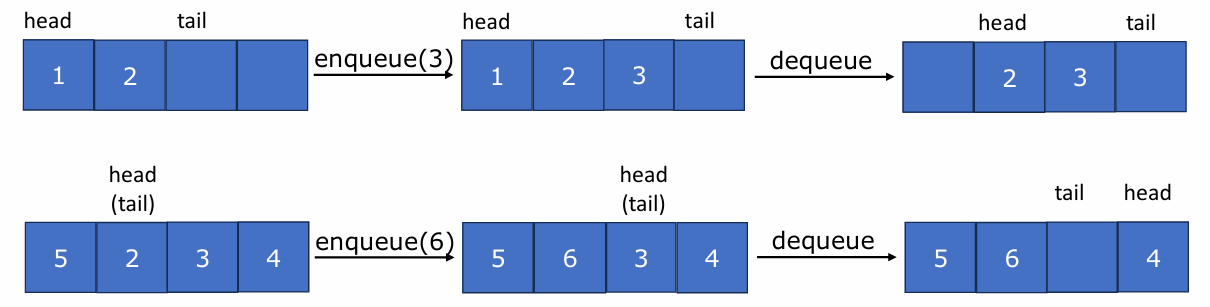 head tail head tail head tail
1 2 enqueue(3) 1 2 3 dequeue 2 3
head
(tail)
head
(tail)
tail head
5 2 3 4 enqueue(6) 5 6 3 4 dequeue 5 6 4